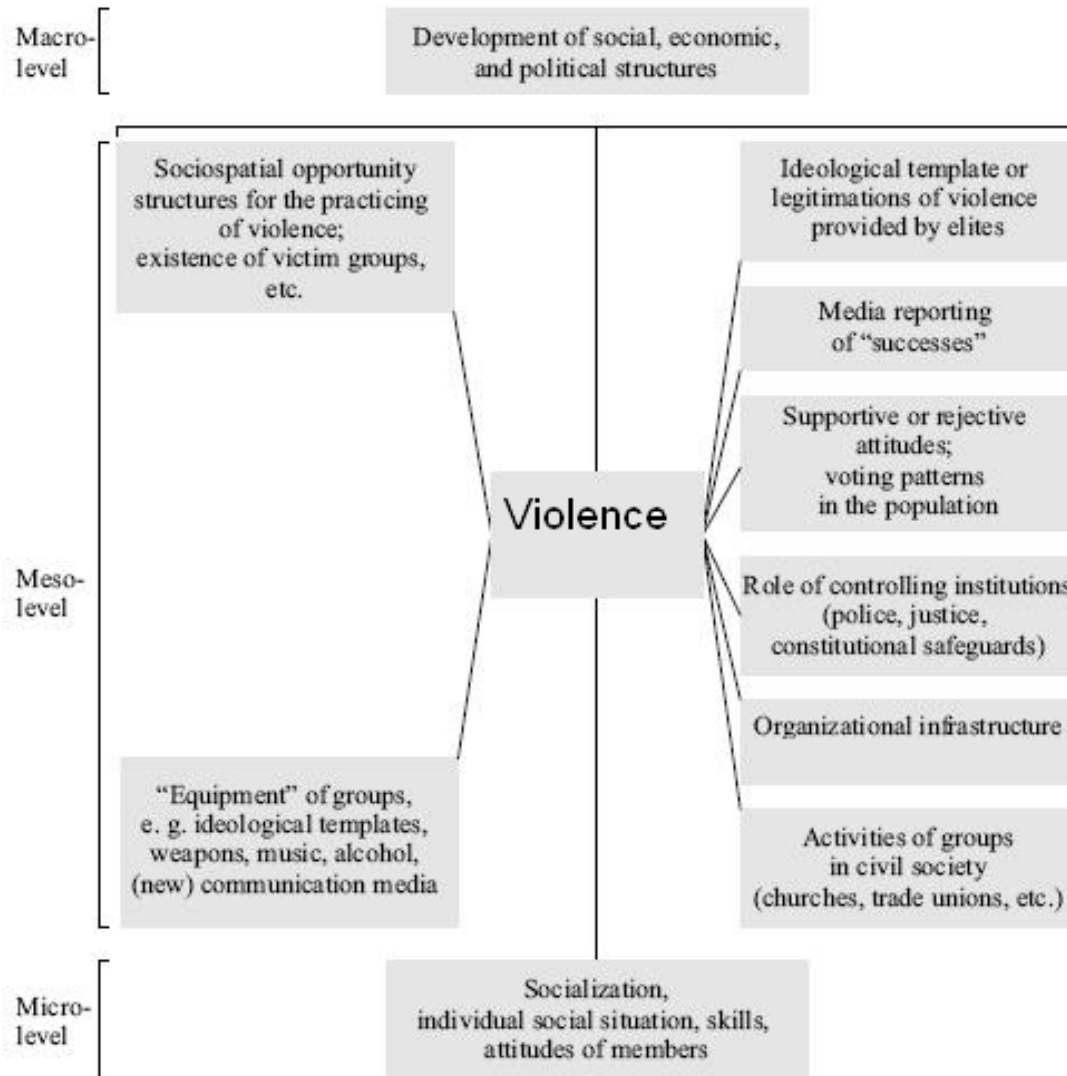 Macro-
level
Development of social, economic,
and political structures
Sociospatial opportunity
structures for the practicing
of violence;
existence of victim groups,
etc.
Ideological template or
legitimations of violence
provided by elites
Media reporting
of “successes”
Supportive or rejective
attitudes;
voting patterns
in the population
Violence
Meso-
level
Role of controlling institutions
(police, justice,
constitutional safeguards)
Organizational infrastructure
“Equipment” of groups,
e. g. ideological templates,
weapons, music, alcohol,
(new) communication media
Activities of groups
in civil society
(churches, trade unions, etc.)
Micro-
level
Socialization,
individual social situation, skills,
attitudes of members